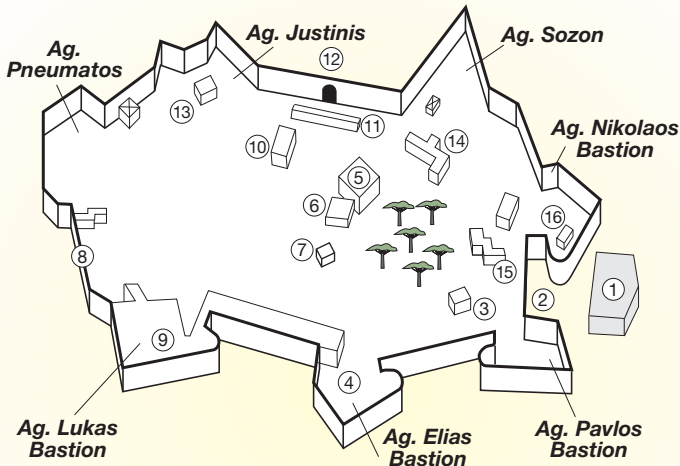 Ag. Justinis
12
Ag. Sozon
Ag.
Pneumatos
13
11
10
14
Ag. Nikolaos
Bastion
5
6
16
7
8
15
1
2
3
9
4
Ag. Lukas
Bastion
Ag. Elias
Bastion
Ag. Pavlos
Bastion